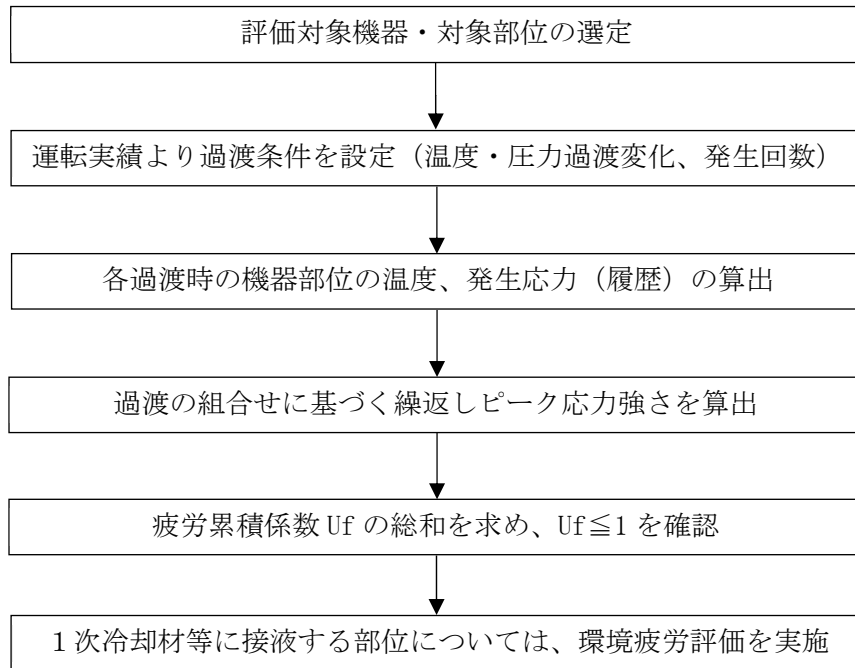 評価対象機器・対象部位の選定
運転実績より過渡条件を設定（温度・圧力過渡変化、発生回数）
各過渡時の機器部位の温度、発生応力（履歴）の算出
過渡の組合せに基づく繰返しピーク応力強さを算出
疲労累積係数 Uf の総和を求め、Uf≦1 を確認
１次冷却材等に接液する部位については、環境疲労評価を実施